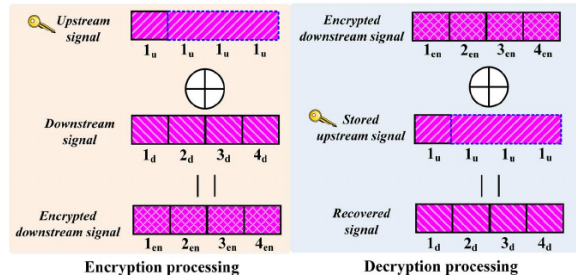 Upstream
signal
1u 1u 1u 1u
Downstream
signal
1d 2d 3d 4d
Encrypted
downstream signal
1en 2en 3en 4en
Encryption processing
Encrypted
downstream signal
1en 2en 3en 4en
Stored
upstream signal
1u 1u 1u 1u
Recovered
signal
1d 2d 3d 4d
Decryption processing